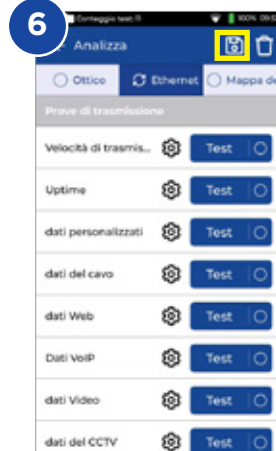 6
Conteggio test: 11
100% 09:5
Analizza
Ottico Ethernet Mappa de
Prove di trasmissione
Velocità di trasmis... Test
Uptime Test
dati personalizzati Test
dati del cavo Test
dati Web Test
Dati VoIP Test
dati Video Test
dati del CCTV Test